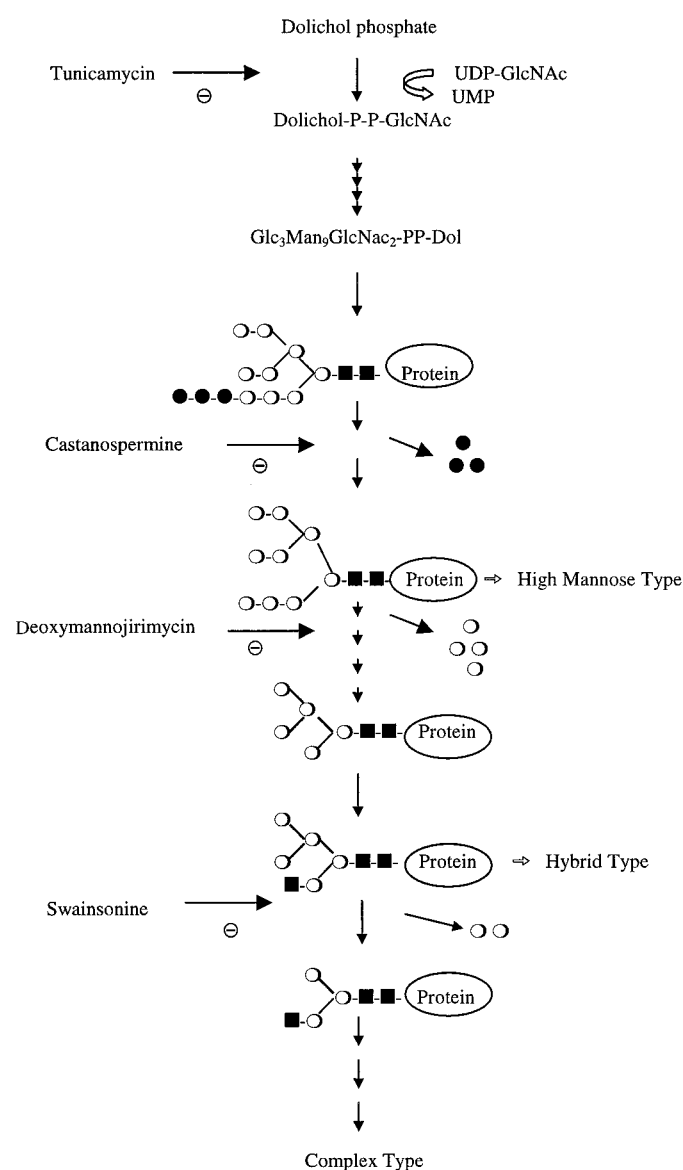 Dolichol phosphate
Tunicamycin
⊖
UDP-GlcNAc
UMP
Dolichol-P-P-GlcNAc
Glc₃Man₉GlcNac₂-PP-Dol
Protein
Castanospermine
⊖
Protein
⇨ High Mannose Type
Deoxymannojirimycin
⊖
Protein
Protein
⇨ Hybrid Type
Swainsonine
⊖
Protein
Complex Type